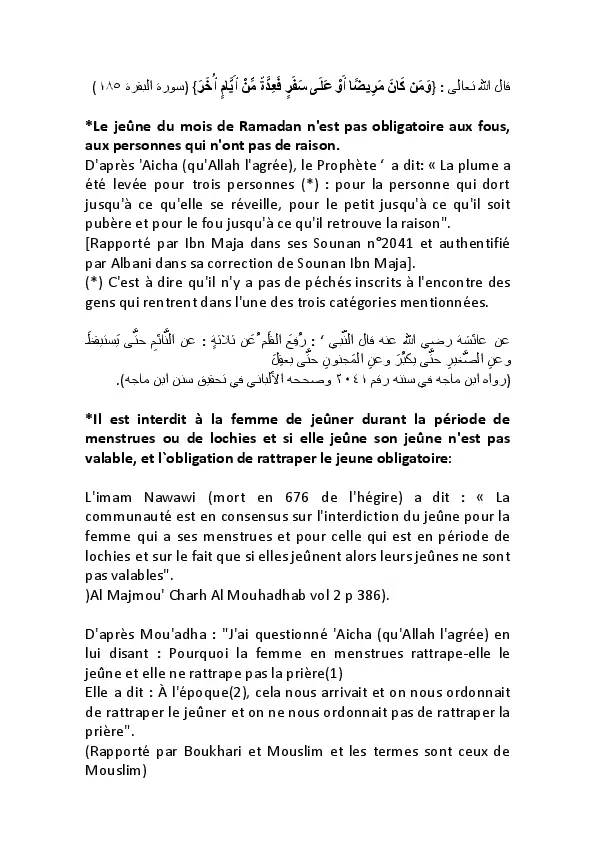 قال الله تعالى : {وَمَن كَانَ مَرِيضًا أَوْ عَلَى سَفَرٍ فَعِدَّةٌ مِّنْ أَيَّامٍ أُخَرَ} (سورة البقرة ١٨٥)
*Le jeûne du mois de Ramadan n'est pas obligatoire aux fous,
aux personnes qui n'ont pas de raison.
D'après 'Aicha (qu'Allah l'agrée), le Prophète ‘ a dit: « La plume a
été levée pour trois personnes (*) : pour la personne qui dort
jusqu'à ce qu'elle se réveille, pour le petit jusqu'à ce qu'il soit
pubère et pour le fou jusqu'à ce qu'il retrouve la raison".
[Rapporté par Ibn Maja dans ses Sounan n°2041 et authentifié
par Albani dans sa correction de Sounan Ibn Maja].
(*) C'est à dire qu'il n'y a pas de péchés inscrits à l'encontre des
gens qui rentrent dans l'une des trois catégories mentionnées.
عن عائشة رضي الله عنه قال النّبي ‘ : رُفِعَ القَلَم ُعَن ثلاثةٍ : عن النَّائِمِ حتَّى يَستيقظَ
وعنِ الصَّغيرِ حتَّى يكبُرَ وعنِ المَجنونِ حتَّى يعقِلَ
(رواه ابن ماجه في سننه رقم ٢٠٤١ وصححه الألباني في تحقيق سنن ابن ماجه).
*Il est interdit à la femme de jeûner durant la période de
menstrues ou de lochies et si elle jeûne son jeûne n'est pas
valable, et l`obligation de rattraper le jeune obligatoire:
L'imam Nawawi (mort en 676 de l'hégire) a dit : « La
communauté est en consensus sur l'interdiction du jeûne pour la
femme qui a ses menstrues et pour celle qui est en période de
lochies et sur le fait que si elles jeûnent alors leurs jeûnes ne sont
pas valables".
)Al Majmou' Charh Al Mouhadhab vol 2 p 386).
D'après Mou'adha : "J'ai questionné 'Aicha (qu'Allah l'agrée) en
lui disant : Pourquoi la femme en menstrues rattrape-elle le
jeûne et elle ne rattrape pas la prière(1)
Elle a dit : À l'époque(2), cela nous arrivait et on nous ordonnait
de rattraper le jeûner et on ne nous ordonnait pas de rattraper la
prière".
(Rapporté par Boukhari et Mouslim et les termes sont ceux de
Mouslim)